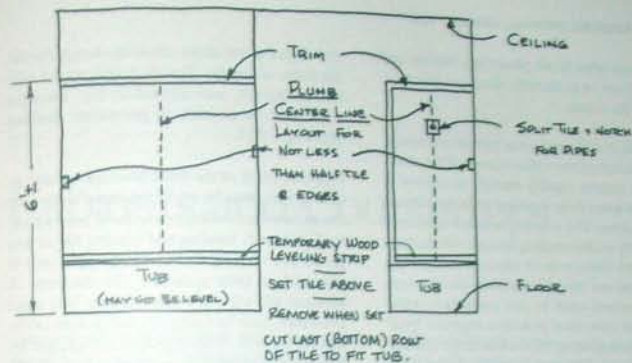 CEILING
TRIM
PLUMB
CENTER LINE
LAYOUT FOR
NOT LESS
THAN HALF TILE
@ EDGES
SPLIT TILE & NOTCH
FOR PIPES
6'±
TEMPORARY WOOD
LEVELING STRIP
TUB
(MAY NOT BE LEVEL)
SET TILE ABOVE
TUB
FLOOR
REMOVE WHEN SET
CUT LAST (BOTTOM) ROW
OF TILE TO FIT TUB.